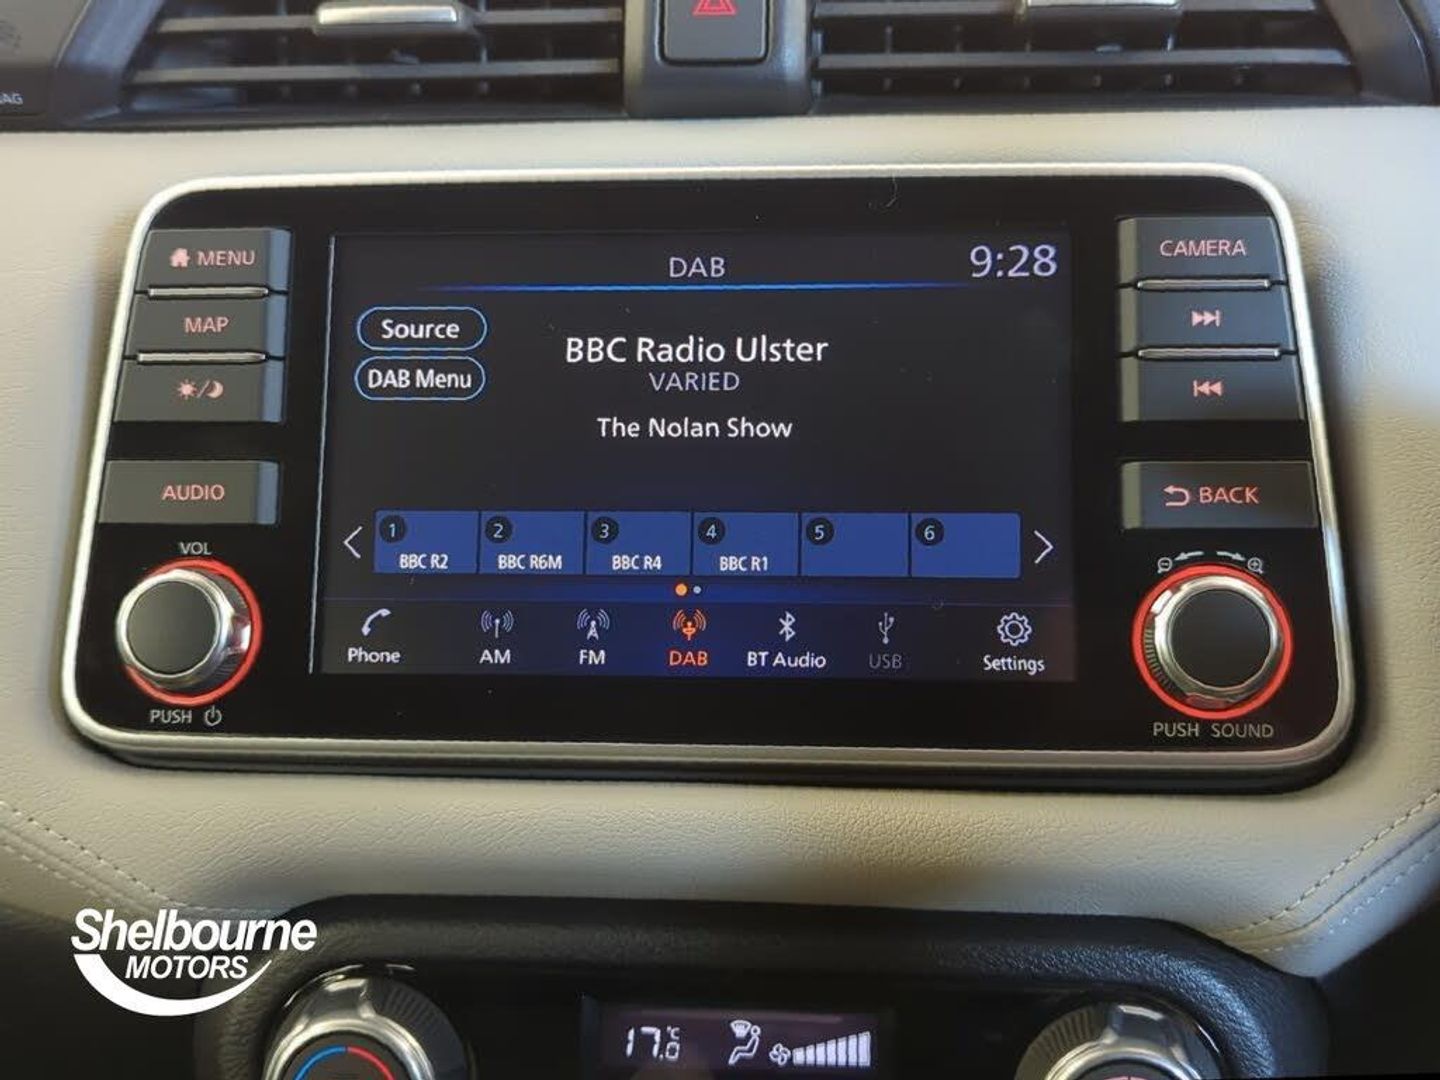 MENU
MAP
AUDIO
VOL
PUSH
DAB
9:28
Source
DAB Menu
BBC Radio Ulster
VARIED
The Nolan Show
1
BBC R2
2
BBC R6M
3
BBC R4
4
BBC R1
5
6
Phone
AM
FM
DAB
BT Audio
USB
Settings
CAMERA
BACK
PUSH SOUND
Shelbourne
MOTORS
17.0 °C